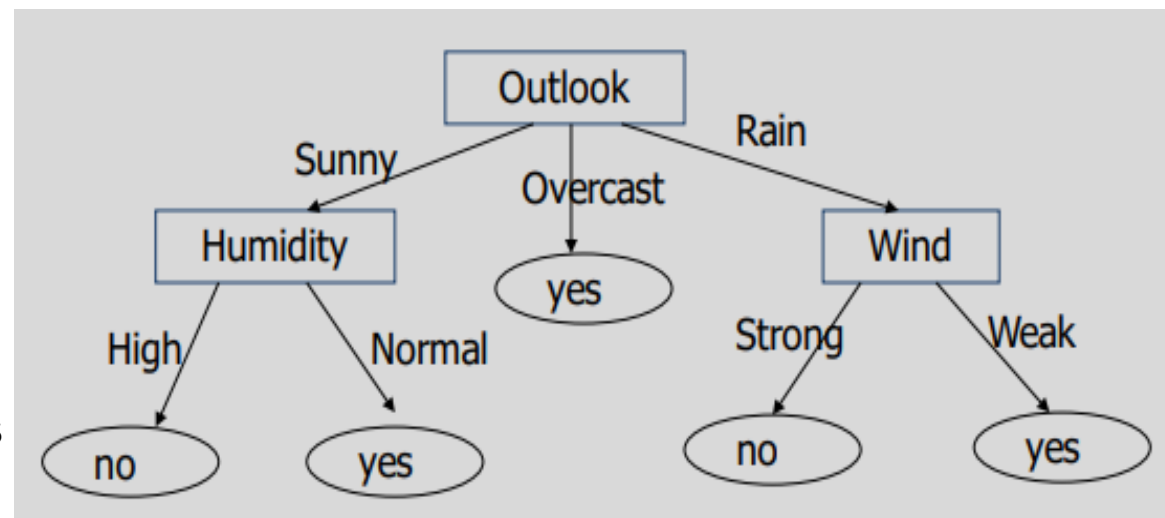 Outlook
Sunny
Overcast
Rain
Humidity
yes
Wind
High
Normal
Strong
Weak
no
yes
no
yes